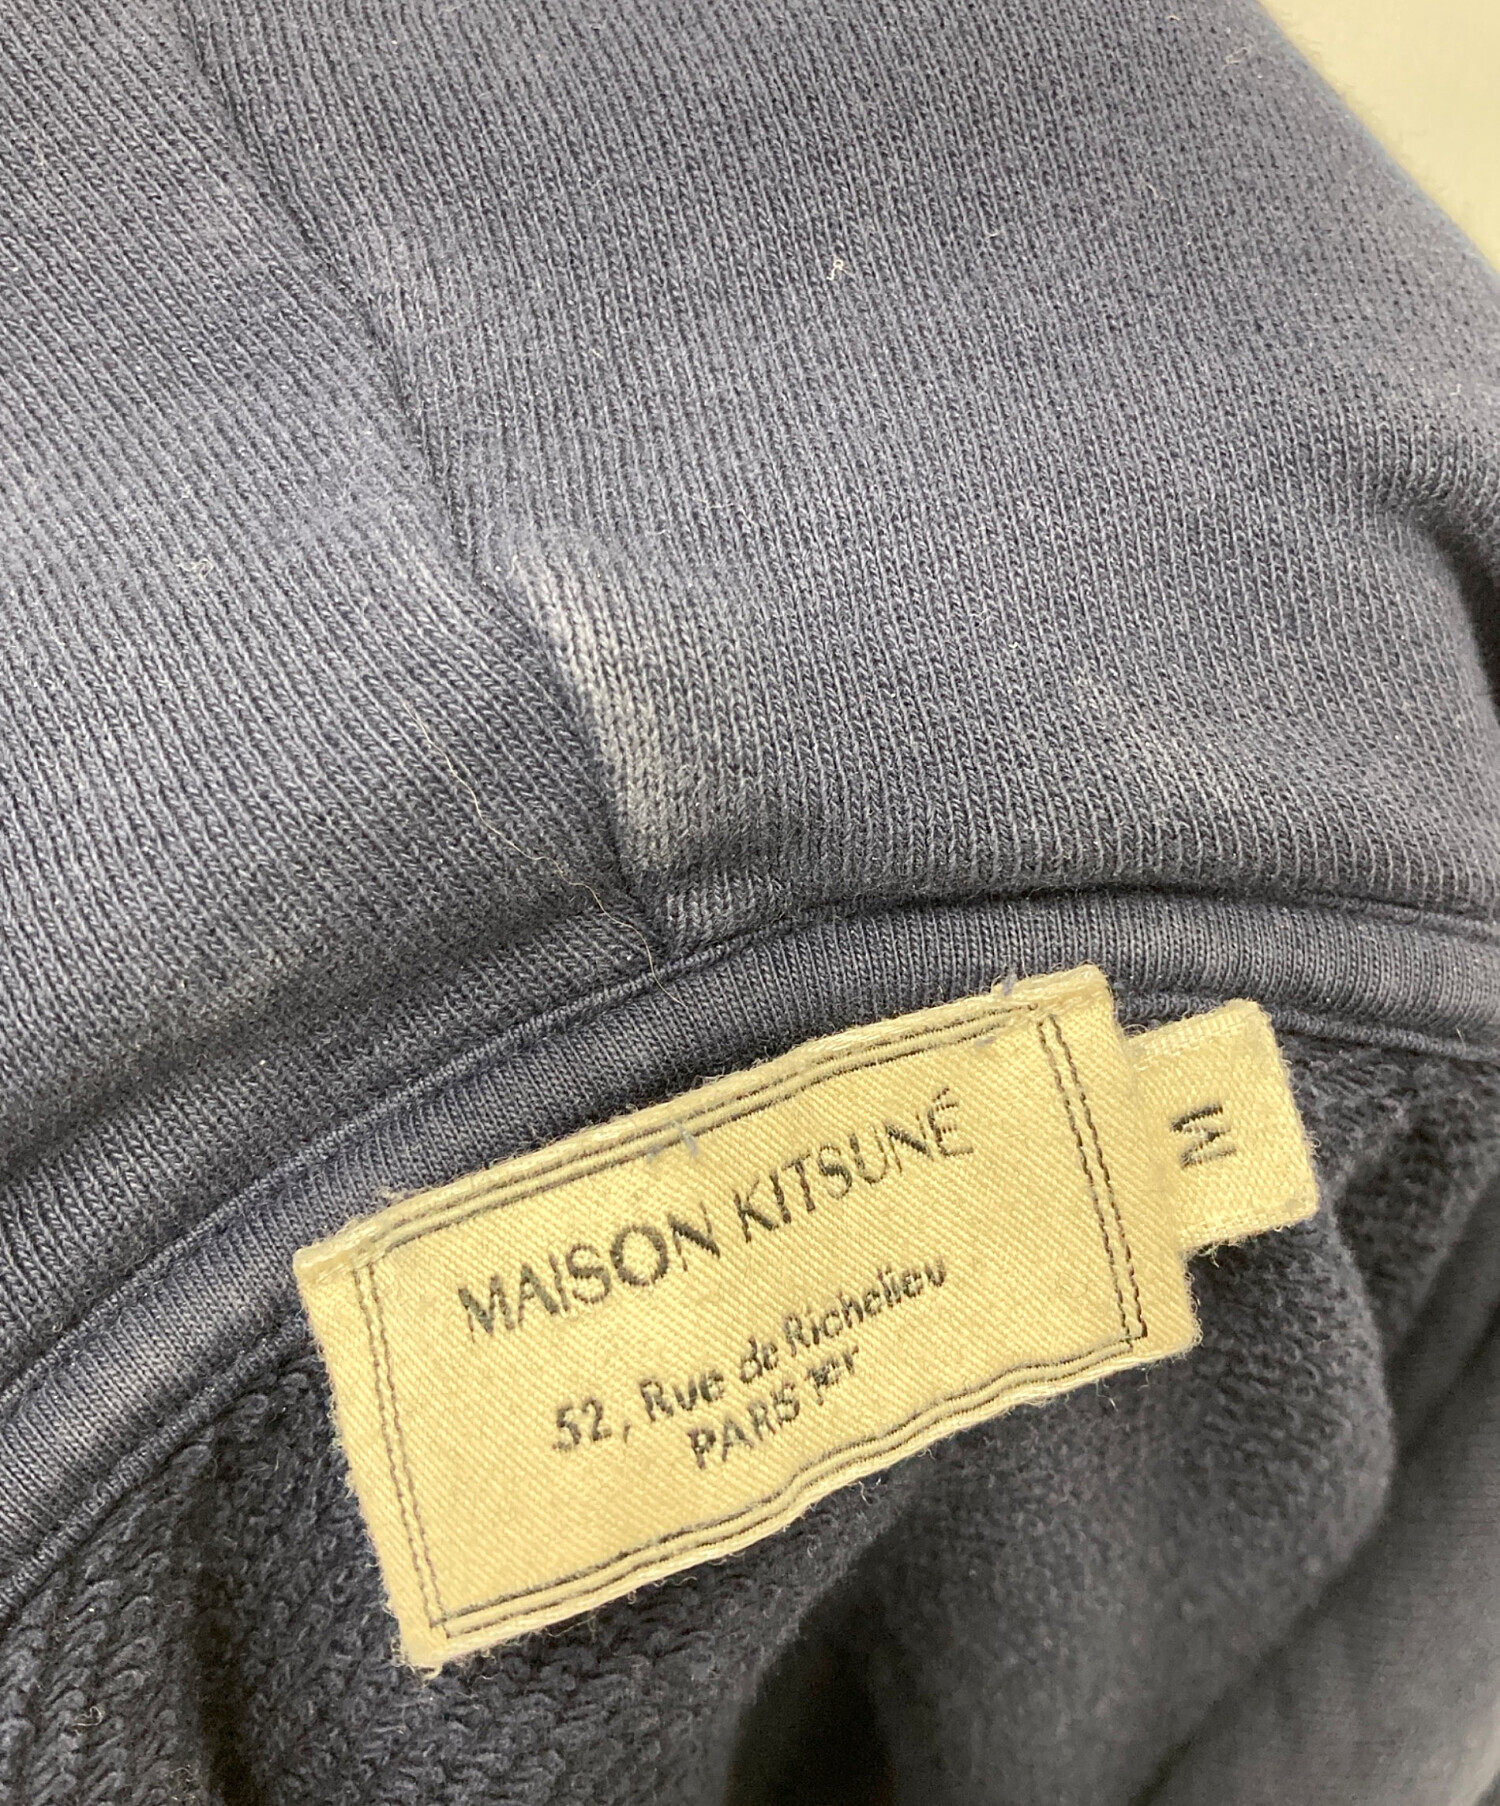 MAISON KITSUNÉ
52, Rue de Richelieu
PARIS 1er
M